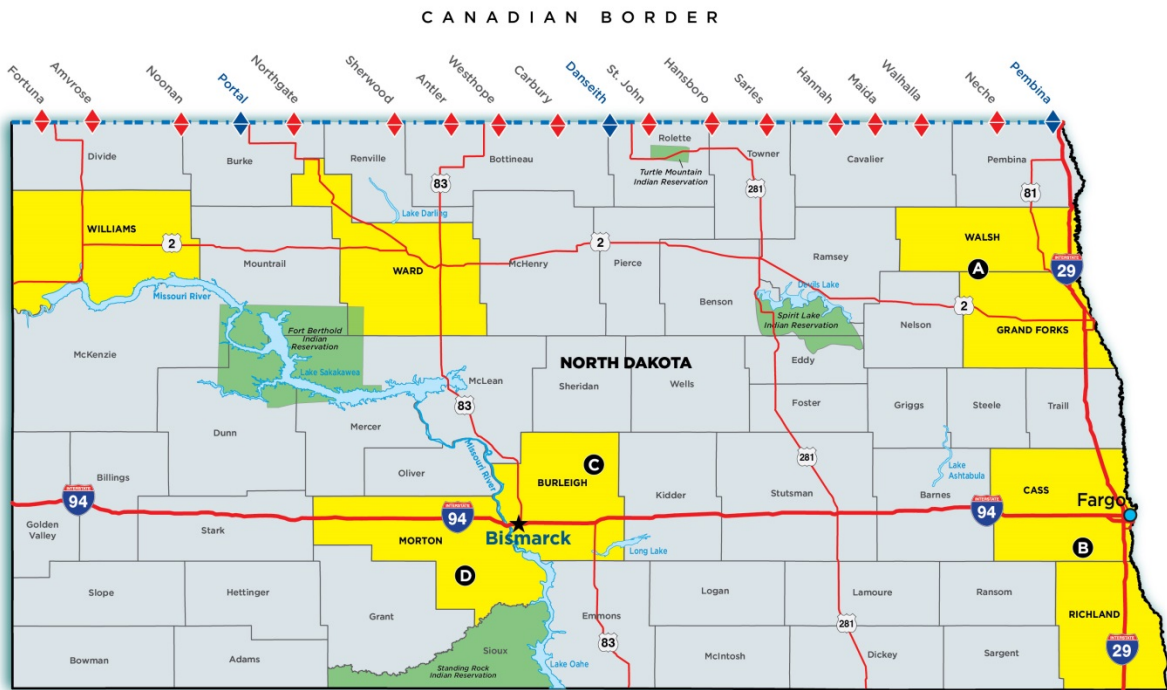 CANADIAN BORDER
Fortuna
Amvrose
Noonan
Portal
Northgate
Sherwood
Antler
Westhope
Carbury
Danseith
St. John
Hansboro
Sarles
Hannah
Maida
Walhalla
Neche
Pembina
Divide
Burke
Renville
Bottineau
Rolette
Towner
Cavalier
Pembina
Turtle Mountain
Indian Reservation
83
281
81
Lake Darling
WILLIAMS
2
WARD
McHenry
2
Pierce
Ramsey
WALSH
A
INTERSTATE
29
Mountrail
Missouri River
Benson
Devils Lake
Spirit Lake
Indian Reservation
2
Nelson
GRAND FORKS
McKenzie
Fort Berthold
Indian
Reservation
Lake Sakakawea
McLean
NORTH DAKOTA
Sheridan
Wells
Eddy
Foster
Griggs
Steele
Traill
83
Dunn
Mercer
Missouri River
Oliver
Billings
BURLEIGH
C
Kidder
281
Stutsman
Lake
Ashtabula
Barnes
CASS
Fargo
INTERSTATE
94
INTERSTATE
94
INTERSTATE
94
Golden
Valley
Stark
MORTON
Bismarck
Long Lake
B
D
Slope
Hettinger
Grant
Emmons
Logan
Lamoure
Ransom
RICHLAND
281
83
INTERSTATE
29
Bowman
Adams
Sioux
Standing Rock
Indian Reservation
Lake Oahe
McIntosh
Dickey
Sargent